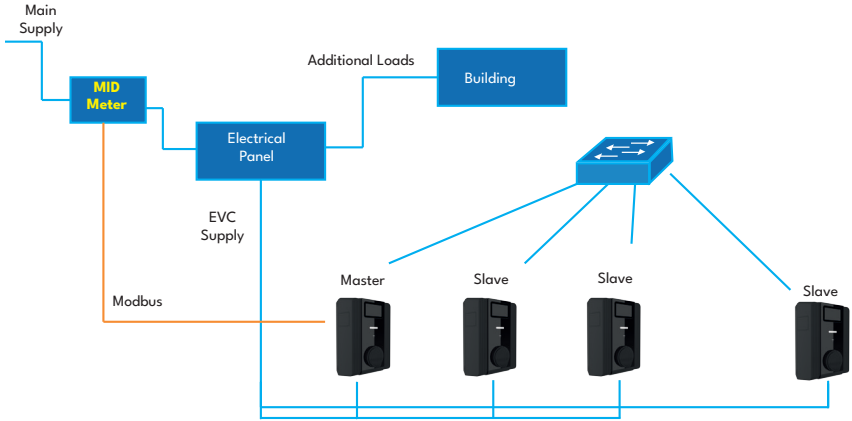 Main
Supply
MID
Meter
Additional Loads
Building
Electrical
Panel
EVC
Supply
Modbus
Master
Slave
Slave
Slave